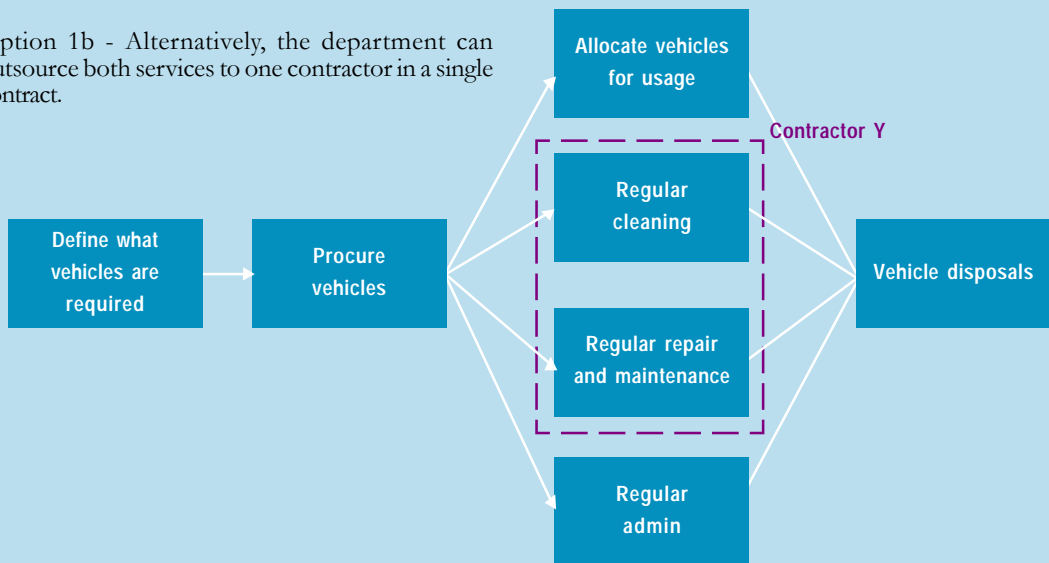 ption 1b - Alternatively, the department can
utsource both services to one contractor in a single
ontract.
Allocate vehicles
for usage
Contractor Y
Regular
cleaning
Define what
vehicles are
required
Procure
vehicles
Vehicle disposals
Regular repair
and maintenance
Regular
admin